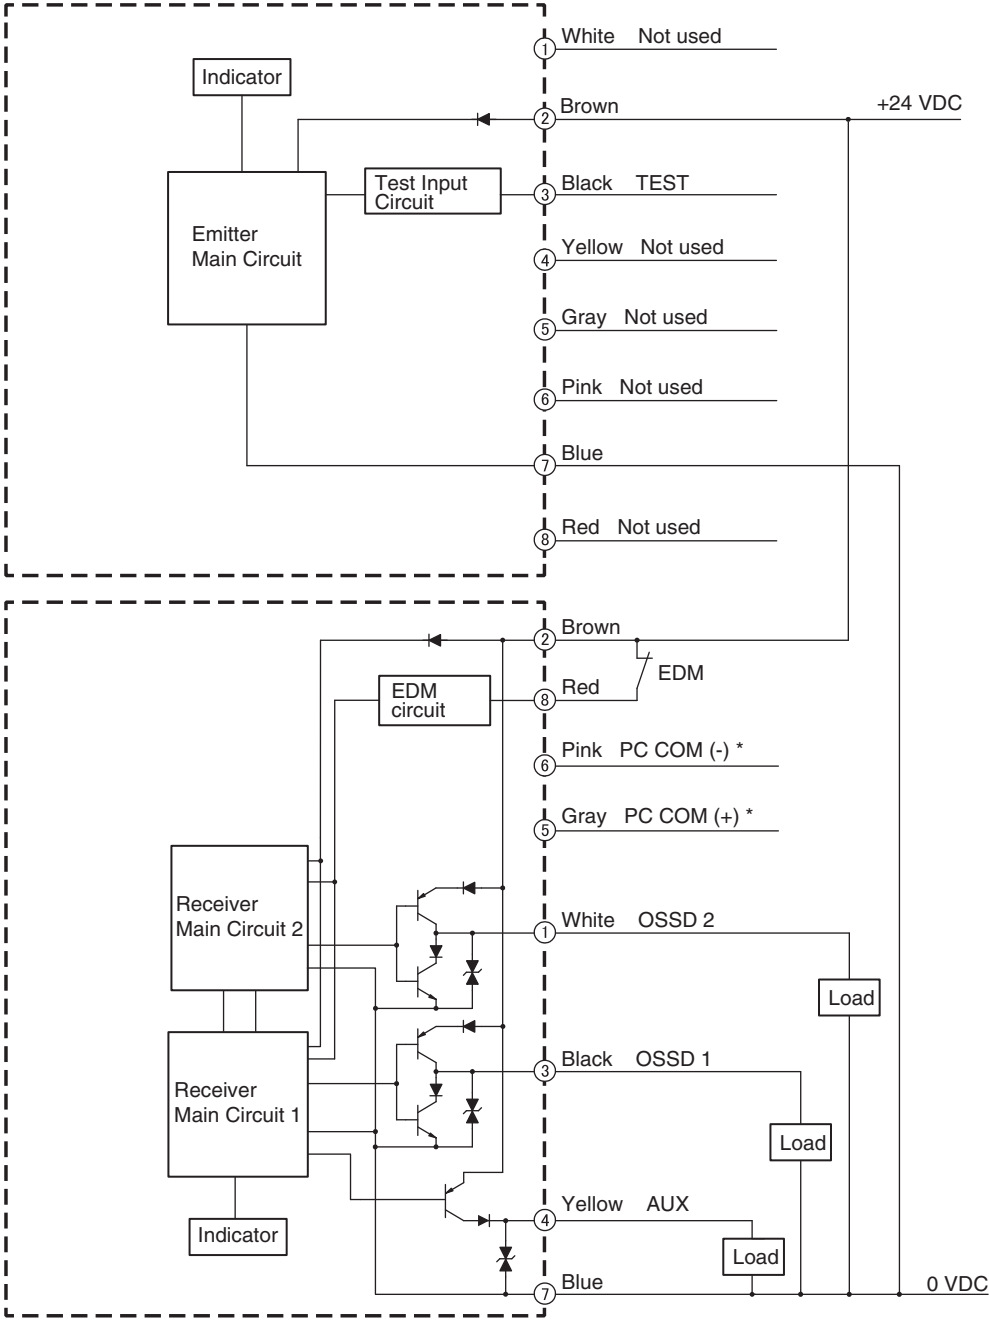 1 White Not used
Indicator
2 Brown +24 VDC
Test Input
Circuit
3 Black TEST
Emitter
Main Circuit
4 Yellow Not used
5 Gray Not used
6 Pink Not used
7 Blue
8 Red Not used
2 Brown
EDM
EDM
circuit
8 Red
6 Pink PC COM (-) *
5 Gray PC COM (+) *
Receiver
Main Circuit 2
1 White OSSD 2
Load
3 Black OSSD 1
Receiver
Main Circuit 1
Load
4 Yellow AUX
Indicator
Load
7 Blue 0 VDC